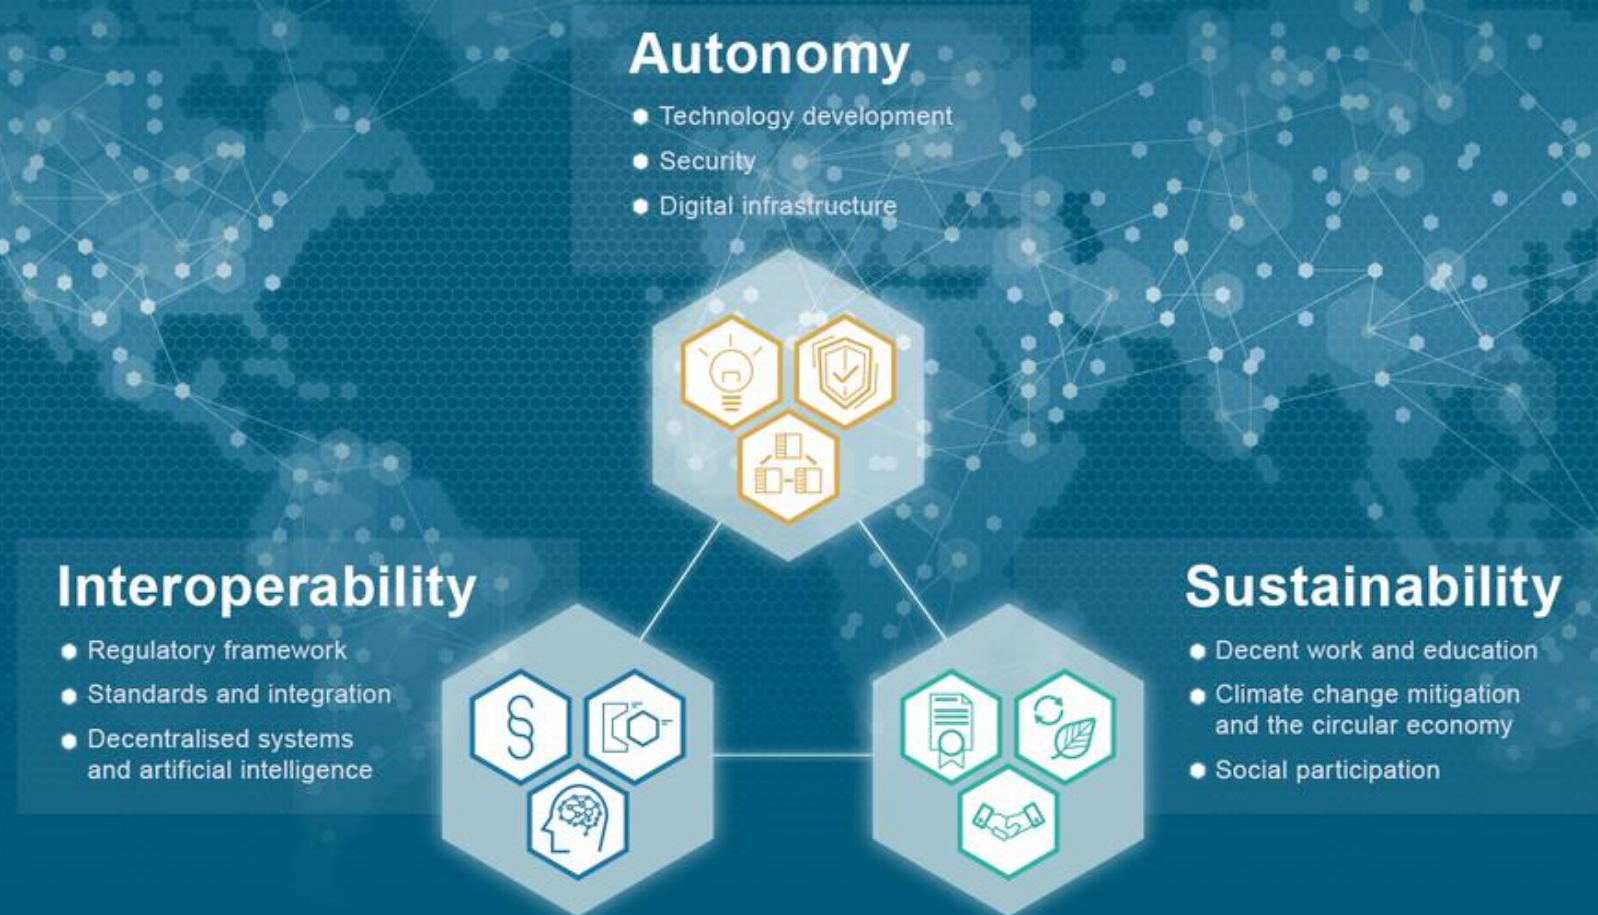 Autonomy
Technology development
Security
Digital infrastructure
Interoperability
Regulatory framework
Standards and integration
Decentralised systems
and artificial intelligence
Sustainability
Decent work and education
Climate change mitigation
and the circular economy
Social participation